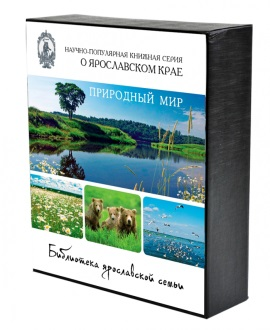 НАУЧНО-ПОПУЛЯРНАЯ КНИЖНАЯ СЕРИЯ
О ЯРОСЛАВСКОМ КРАЕ
ПРИРОДНЫЙ МИР
Библиотека ярославской семьи